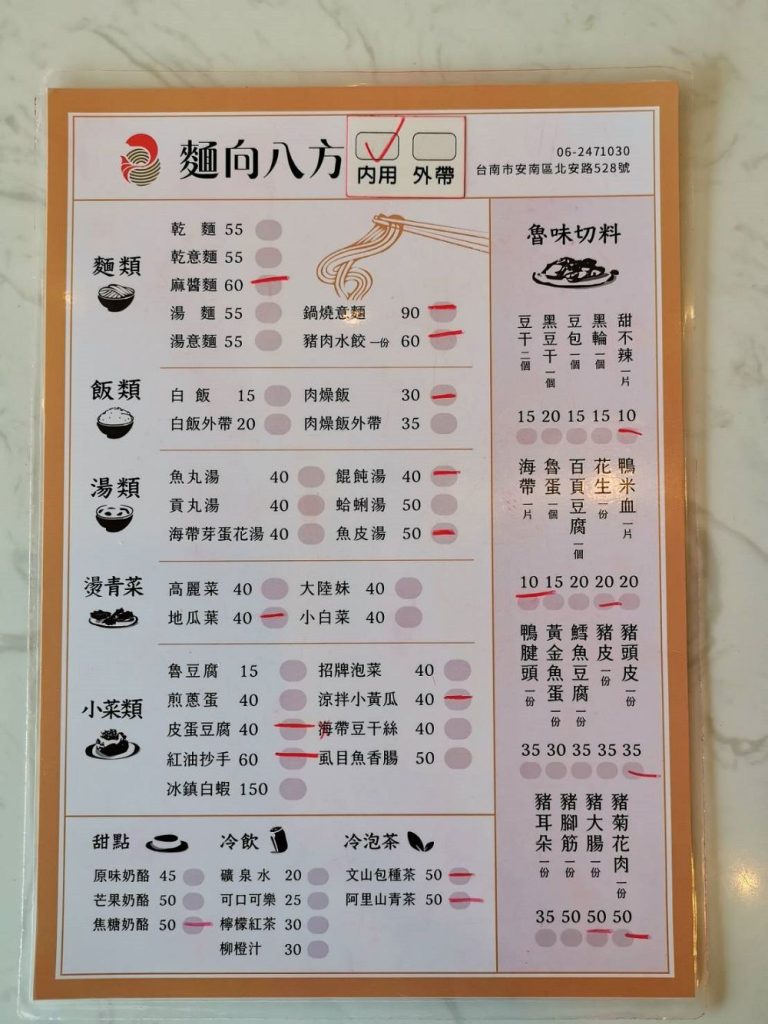 麵向八方
内用 外帶
06-2471030
台南市安南區北安路528號
麵類
乾麵 55
乾意麵 55
麻醬麵 60
湯麵 55 鍋燒意麵 90
湯意麵 55 豬肉水餃 一份 60
飯類
白飯 15 肉燥飯 30
白飯外帶 20 肉燥飯外帶 35
湯類
魚丸湯 40 餛飩湯 40
貢丸湯 40 蛤蜊湯 50
海帶芽蛋花湯 40 魚皮湯 50
燙青菜
高麗菜 40 大陸妹 40
地瓜葉 40 小白菜 40
小菜類
魯豆腐 15 招牌泡菜 40
煎蔥蛋 40 涼拌小黃瓜 40
皮蛋豆腐 40 海帶豆干絲 40
紅油抄手 60 虱目魚香腸 50
冰鎮白蝦 150
甜點
原味奶酪 45
芒果奶酪 50
焦糖奶酪 50
冷飲
礦泉水 20
可口可樂 25
檸檬紅茶 30
柳橙汁 30
冷泡茶
文山包種茶 50
阿里山青茶 50
魯味切料
甜不辣 一片 10
黑輪 一個 15
豆包 一個 15
黑豆干 一個 20
豆干 二個 15
鴨米血 一片 20
花生 一份 20
百頁豆腐 一個 20
魯蛋 一個 15
海帶 一片 10
豬頭皮 一份 35
豬皮 一份 35
鱈魚豆腐 一份 35
黃金魚蛋 一份 30
鴨腱頭 一份 35
豬菊花肉 一份 50
豬大腸 一份 50
豬腳筋 一份 50
豬耳朵 一份 35